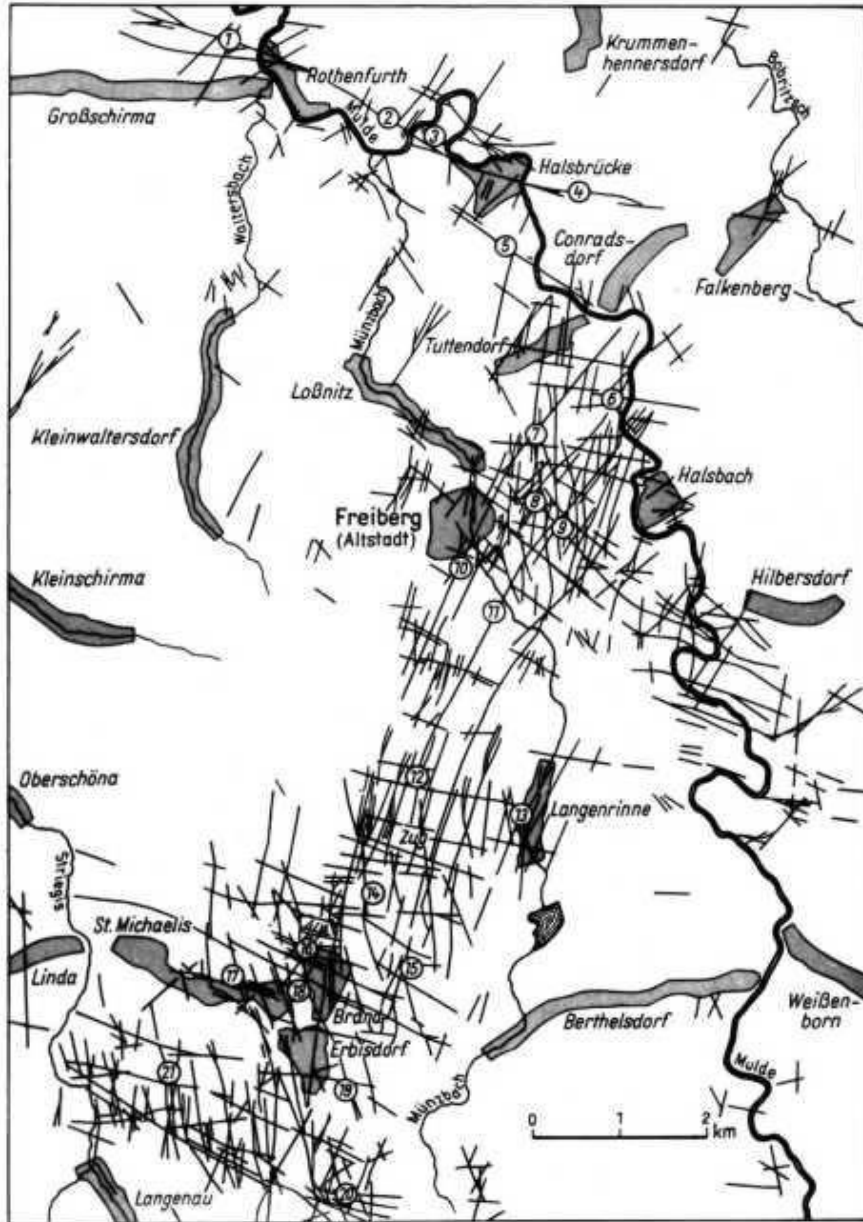 1
Rothenfurth
Krummen-
hennersdorf
Bobritzsch
Großschirma
2
Mulde
3
Halsbrücke
4
Waltersbach
5
Conrads-
dorf
Falkenberg
Münzbach
Tuttendorf
Loßnitz
6
Kleinwaltersdorf
7
Halsbach
Freiberg
(Altstadt)
8
9
10
Kleinschirma
Hilbersdorf
11
Oberschöna
12
13
Langenrinne
Zug
Striegis
14
St. Michaelis
16
15
Linda
17
18
Brand
Erbisdorf
Berthelsdorf
Weißen-
born
21
19
Münzbach
Mulde
0 1 2
km
Langenau
20